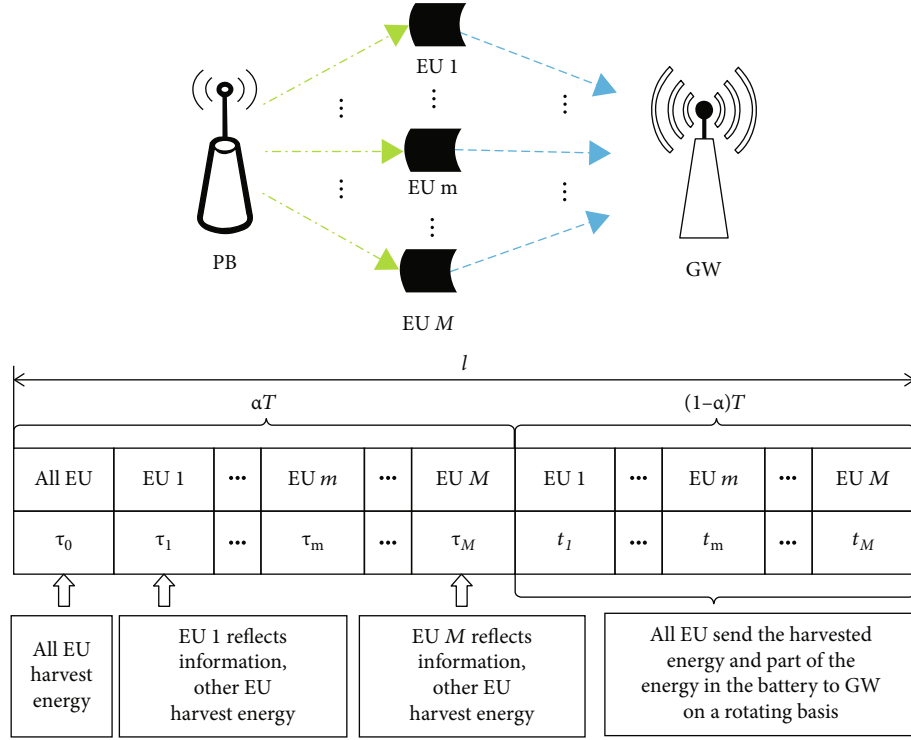 EU 1
EU m
EU M
PB
GW
l
αT
(1–α)T
All EU EU 1 ... EU m ... EU M EU 1 ... EU m ... EU M
τ0 τ1 ... τm ... τM t1 ... tm ... tM
All EU
harvest
energy
EU 1 reflects
information,
other EU
harvest energy
EU M reflects
information,
other EU
harvest energy
All EU send the harvested
energy and part of the
energy in the battery to GW
on a rotating basis